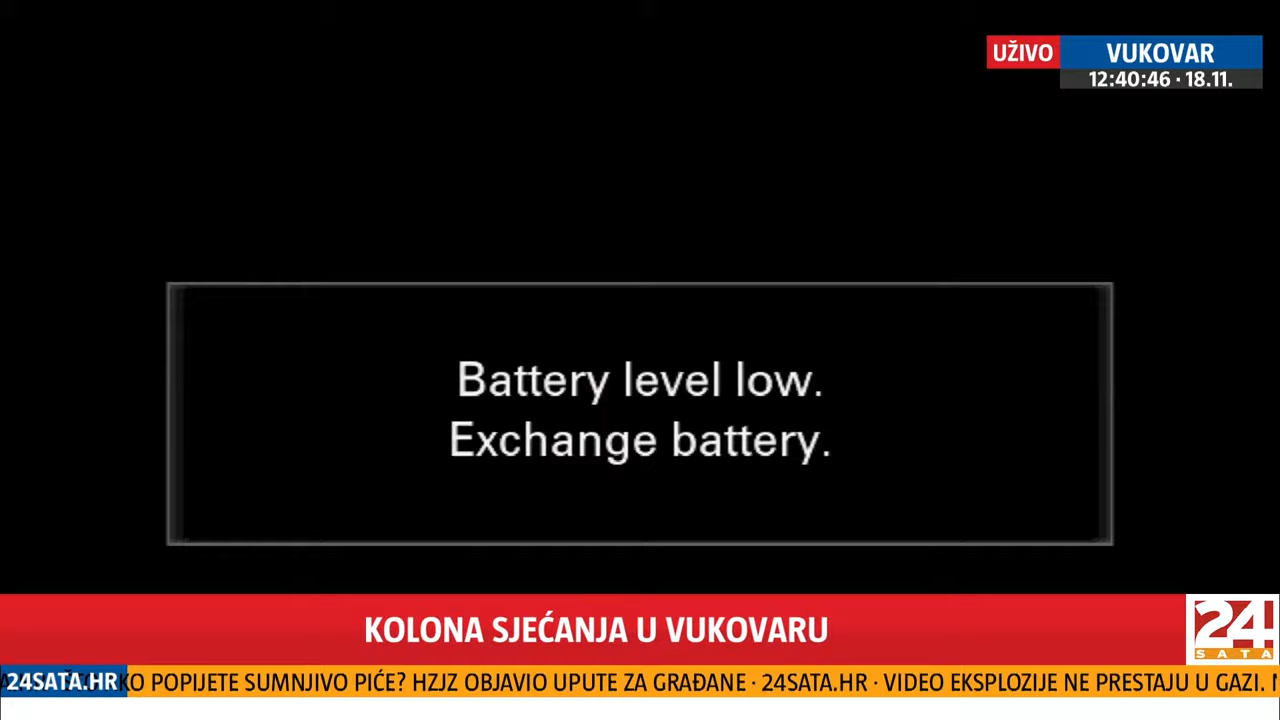 UŽIVO VUKOVAR
12:40:46 · 18.11.
Battery level low.
Exchange battery.
KOLONA SJEĆANJA U VUKOVARU
24
SATA
24SATA.HR KO POPIJETE SUMNJIVO PIĆE? HZJZ OBJAVIO UPUTE ZA GRAĐANE · 24SATA.HR · VIDEO EKSPLOZIJE NE PRESTAJU U GAZI.